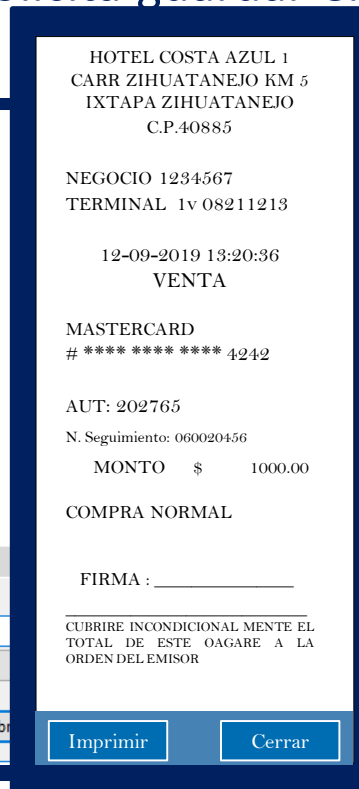 HOTEL COSTA AZUL 1
CARR ZIHUATANEJO KM 5
IXTAPA ZIHUATANEJO
C.P.40885
NEGOCIO 1234567
TERMINAL 1v 08211213
12-09-2019 13:20:36
VENTA
MASTERCARD
# **** **** **** 4242
AUT: 202765
N. Seguimiento: 060020456
MONTO $ 1000.00
COMPRA NORMAL
FIRMA : _______________
CUBRIRE INCONDICIONAL MENTE EL
TOTAL DE ESTE OAGARE A LA
ORDEN DEL EMISOR
Imprimir Cerrar